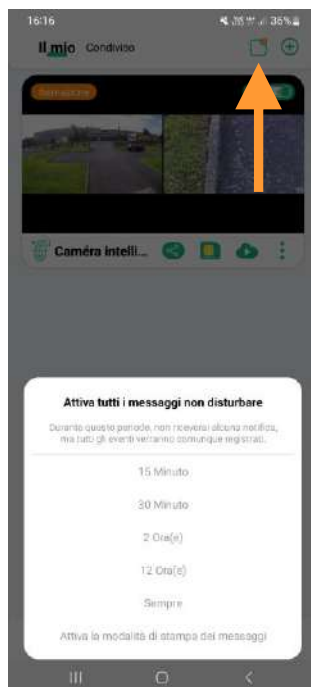 16:16
36%
Il mio Condiviso
Caméra intelli...
Attiva tutti i messaggi non disturbare
Durante questo periodo, non riceverai alcuna notifica,
ma tutti gli eventi verranno comunque registrati.
15 Minuto
30 Minuto
2 Ora(e)
12 Ora(e)
Sempre
Attiva la modalità di stampa dei messaggi